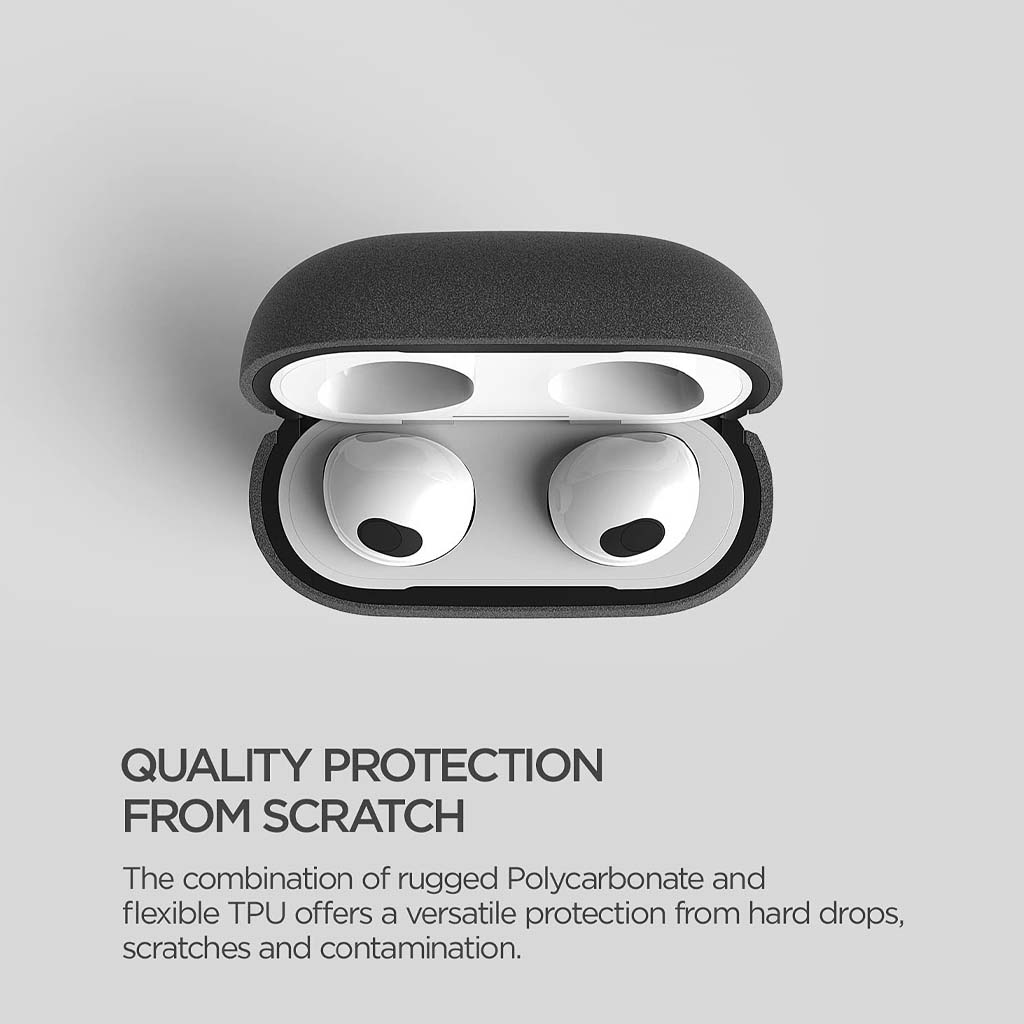 QUALITY PROTECTION
FROM SCRATCH
The combination of rugged Polycarbonate and
flexible TPU offers a versatile protection from hard drops,
scratches and contamination.